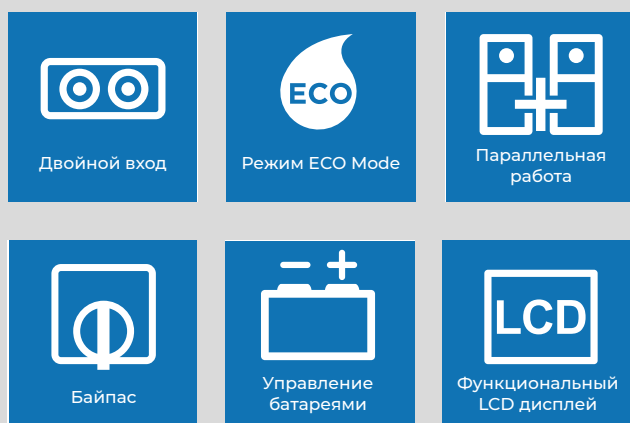 ECO
Двойной вход
Режим ECO Mode
Параллельная
работа
LCD
Байпас
Управление
батареями
Функциональный
LCD дисплей